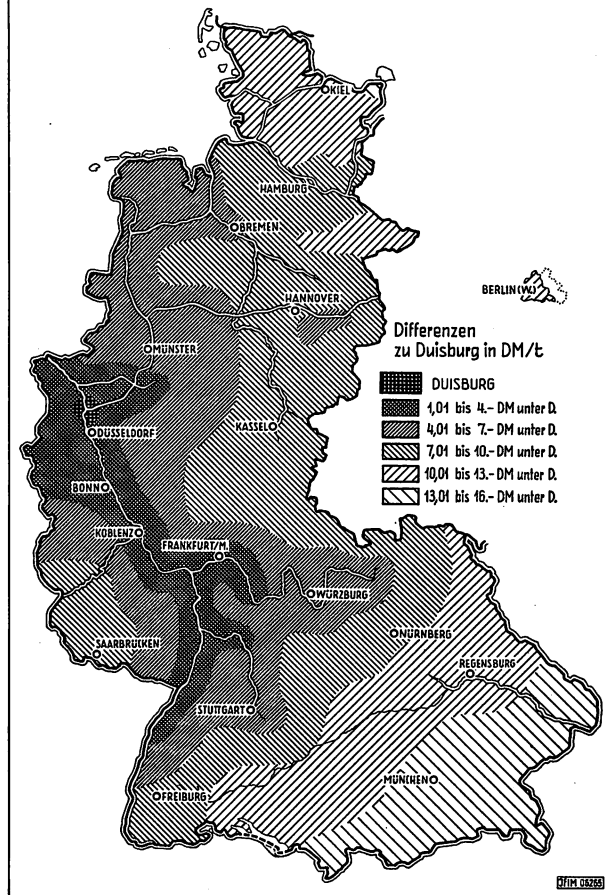 KIEL
HAMBURG
BREMEN
BERLIN(W.)
HANNOVER
Differenzen
zu Duisburg in DM/t
MÜNSTER
DUISBURG
1,01 bis 4.- DM unter D.
4,01 bis 7.- DM unter D.
7,01 bis 10.- DM unter D.
10,01 bis 13.- DM unter D.
13,01 bis 16.- DM unter D.
DÜSSELDORF
KASSEL
BONN
KOBLENZ
FRANKFURT/M.
WÜRZBURG
NÜRNBERG
SAARBRÜCKEN
REGENSBURG
STUTTGART
MÜNCHEN
FREIBURG